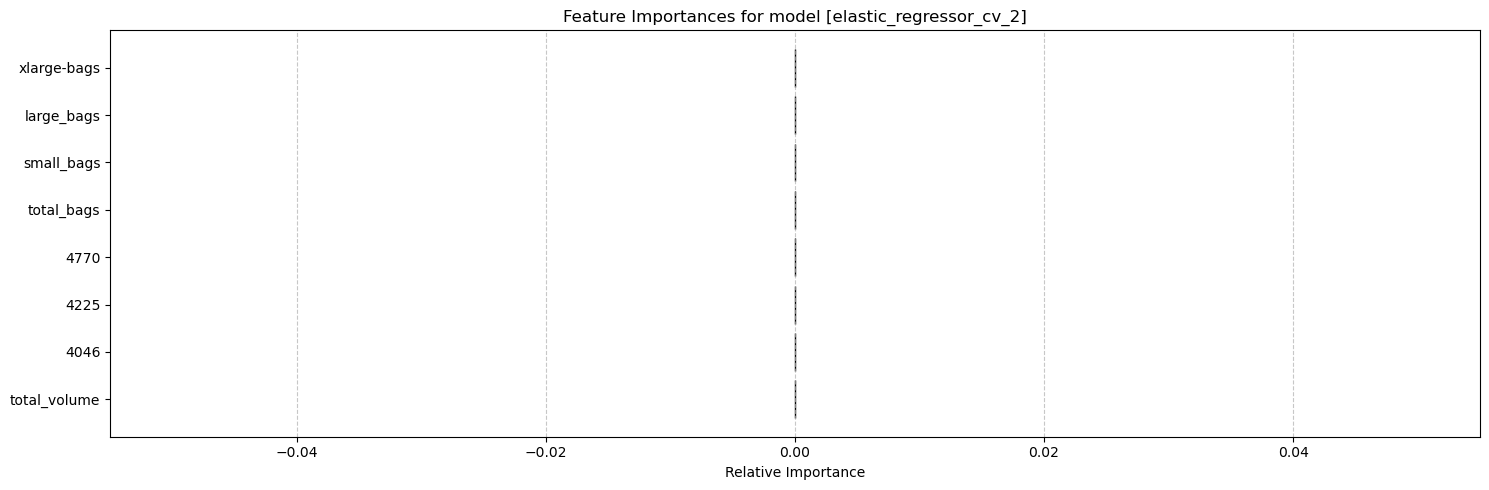 Feature Importances for model [elastic_regressor_cv_2]
xlarge-bags
large_bags
small_bags
total_bags
4770
4225
4046
total_volume
−0.04
−0.02
0.00
0.02
0.04
Relative Importance